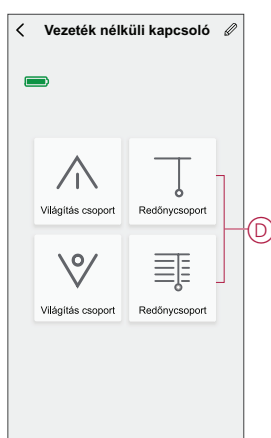 Vezeték nélküli kapcsoló
Világítás csoport
Redőnycsoport
D
Világítás csoport
Redőnycsoport